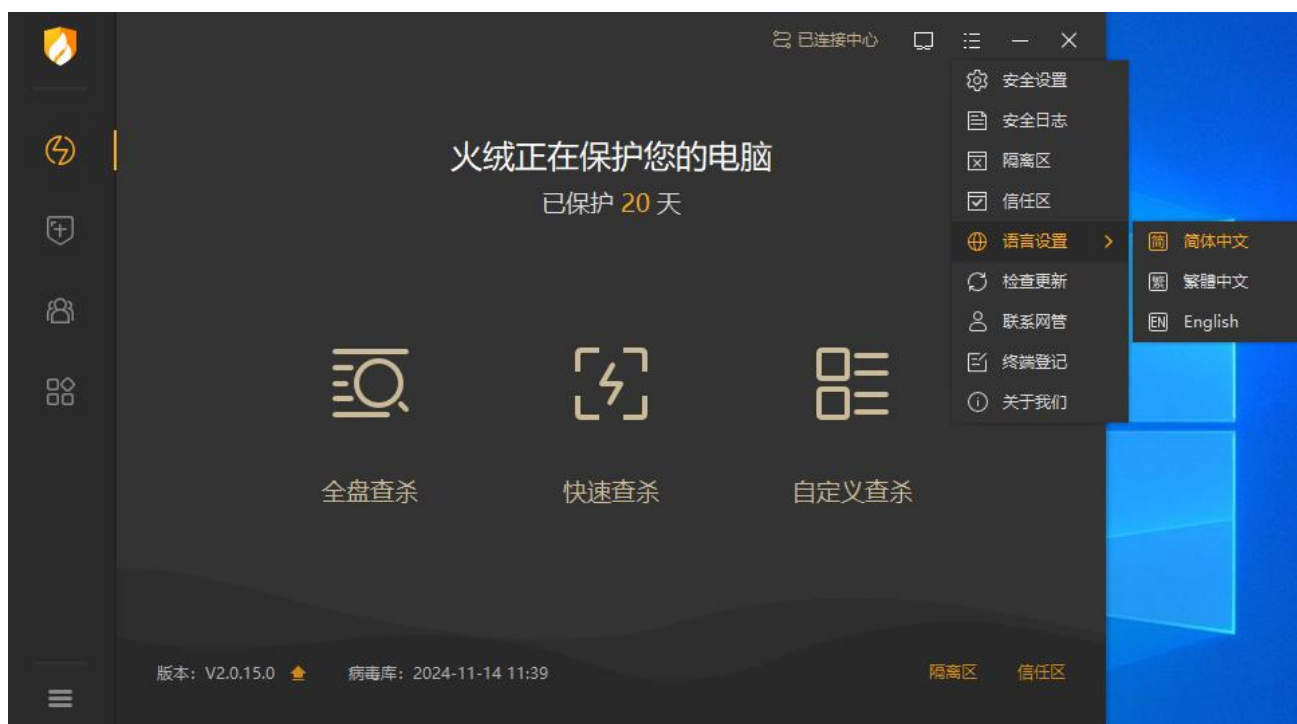 已连接中心
安全设置
安全日志
隔离区
信任区
语言设置
检查更新
联系网管
终端登记
关于我们
简 简体中文
繁 繁體中文
EN English
火绒正在保护您的电脑
已保护 20 天
全盘查杀
快速查杀
自定义查杀
版本：V2.0.15.0
病毒库：2024-11-14 11:39
隔离区
信任区